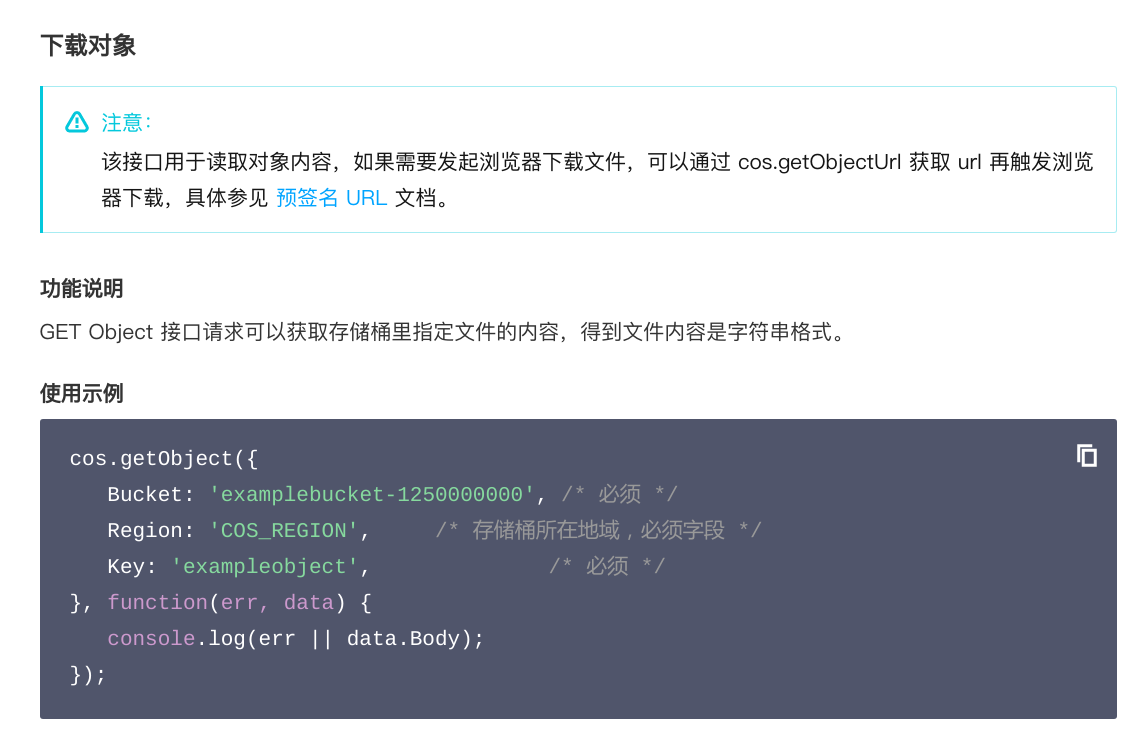 下载对象
注意：
该接口用于读取对象内容，如果需要发起浏览器下载文件，可以通过 cos.getObjectUrl 获取 url 再触发浏览
器下载，具体参见 预签名 URL 文档。
功能说明
GET Object 接口请求可以获取存储桶里指定文件的内容，得到文件内容是字符串格式。
使用示例
cos.getObject({
   Bucket: 'examplebucket-1250000000', /* 必须 */
   Region: 'COS_REGION',     /* 存储桶所在地域，必须字段 */
   Key: 'exampleobject',              /* 必须 */
}, function(err, data) {
   console.log(err || data.Body);
});